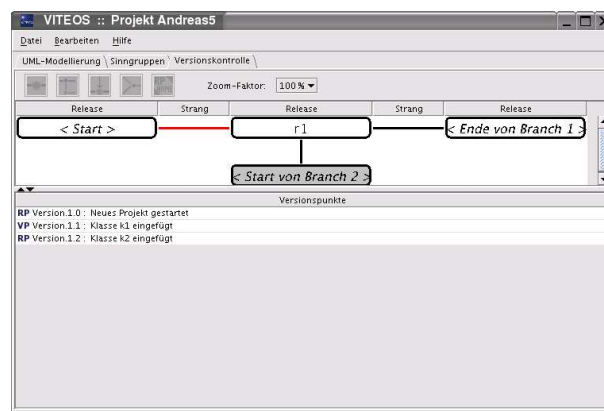 VITEOS :: Projekt Andreas5
Datei Bearbeiten Hilfe
UML-Modellierung Sinngruppen Versionskontrolle
Zoom-Faktor: 100 %
Release Strang Release Strang Release
< Start > r1 < Ende von Branch 1 >
< Start von Branch 2 >
Versionspunkte
RP Version.1.0 : Neues Projekt gestartet
VP Version.1.1 : Klasse k1 eingefügt
RP Version.1.2 : Klasse k2 eingefügt